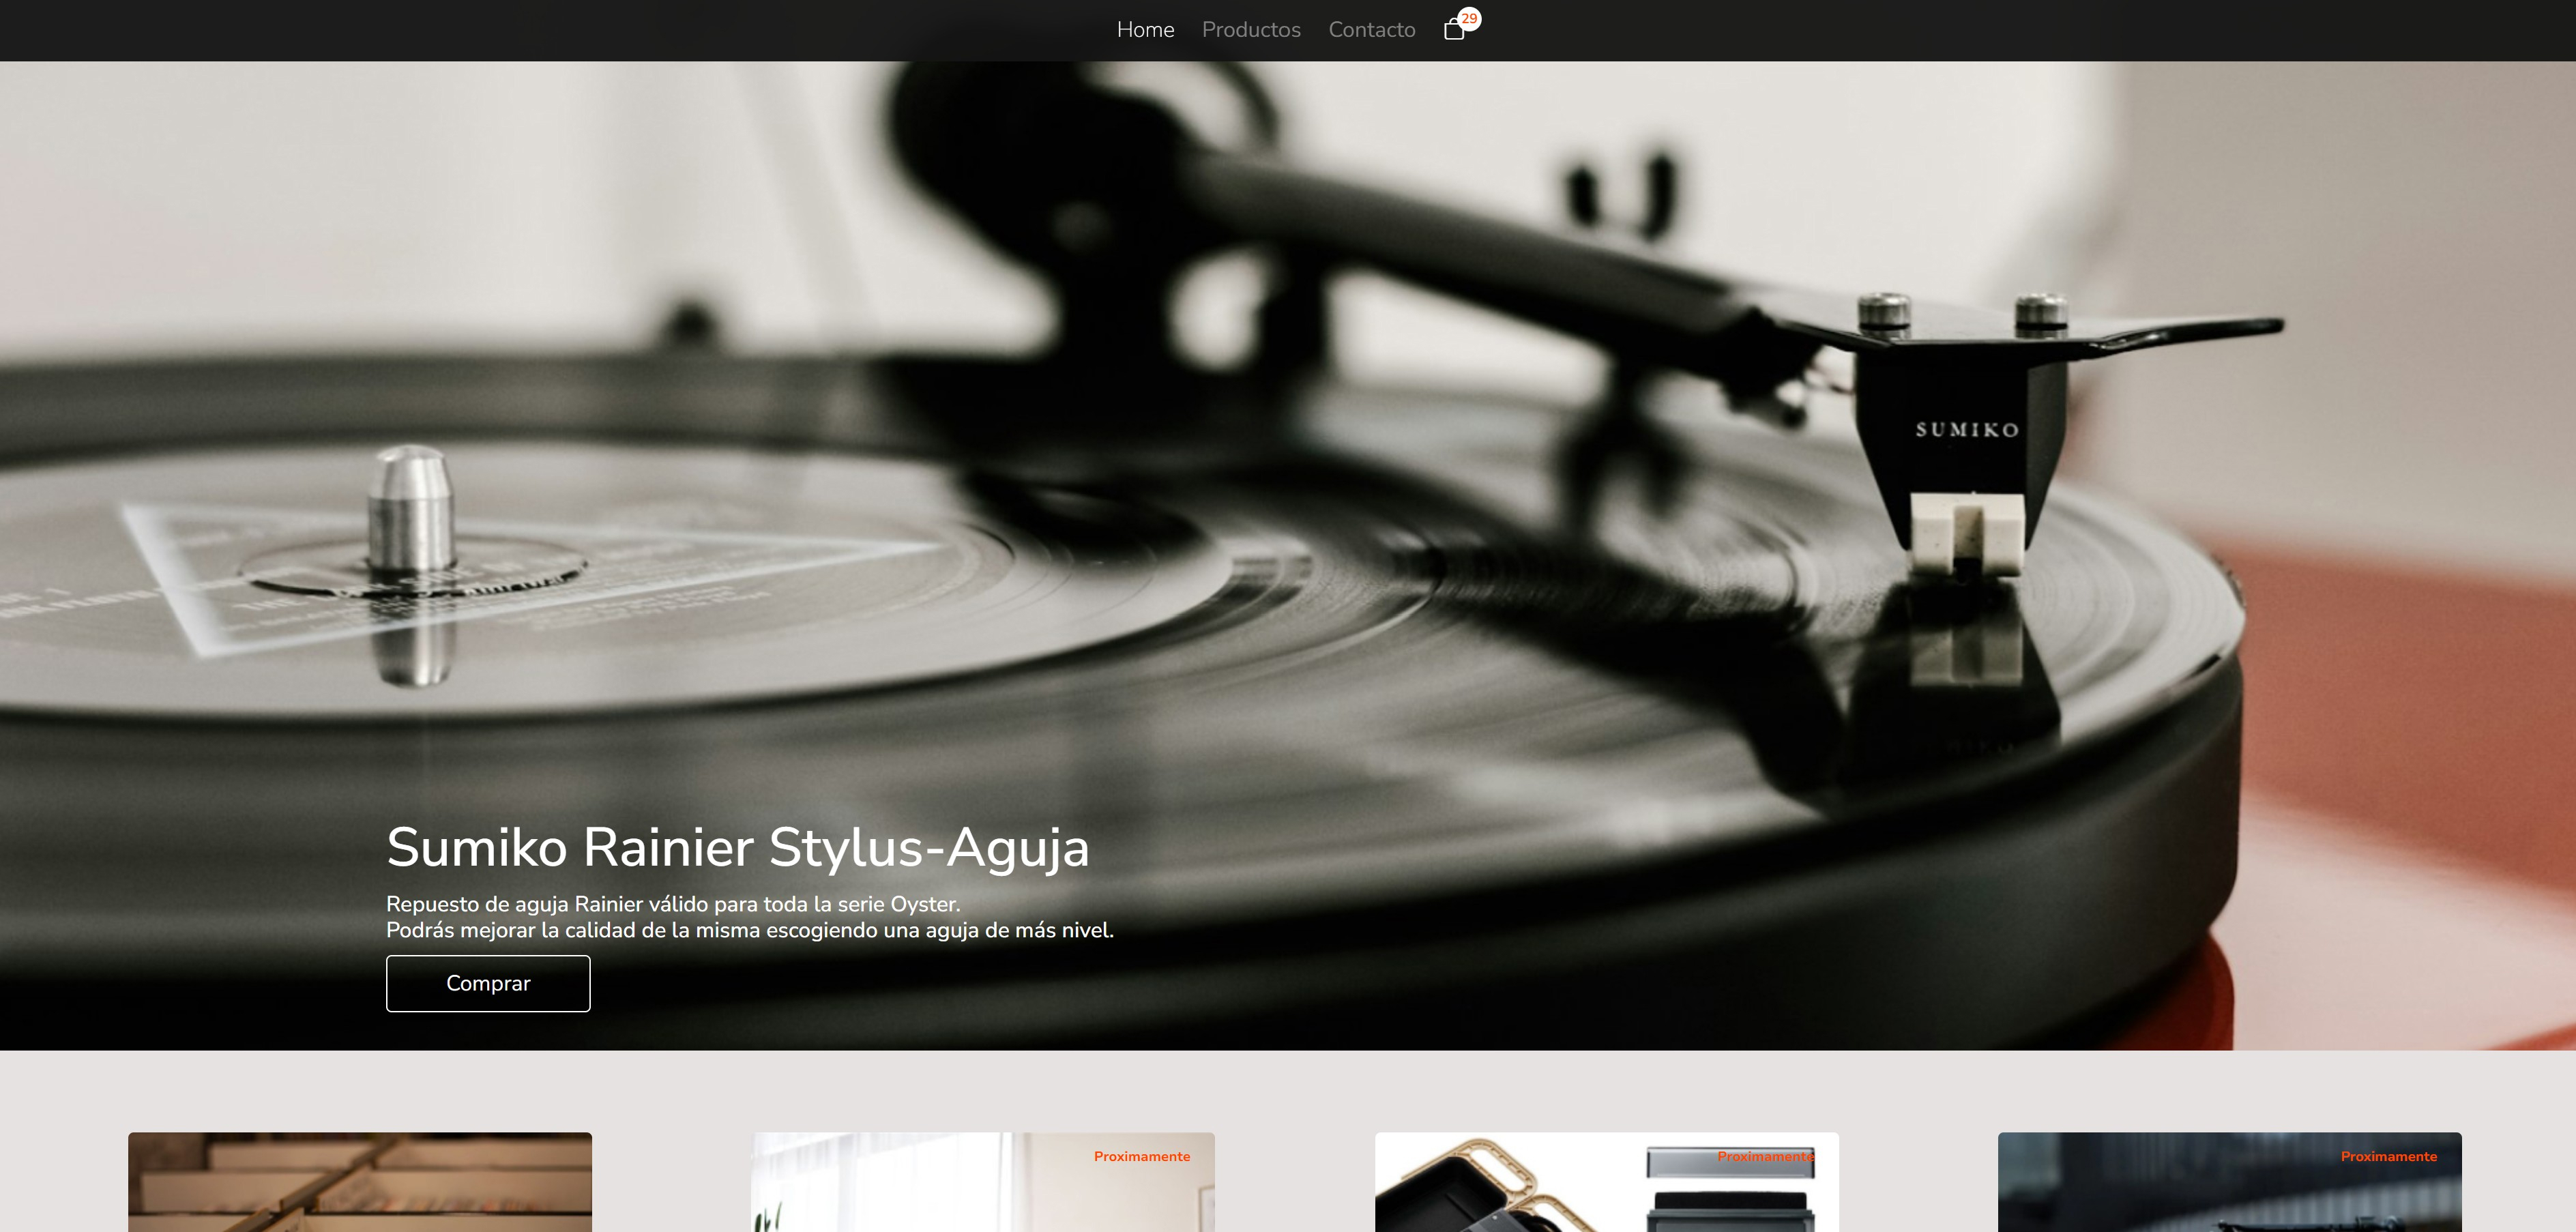 Home Productos Contacto 29
SUMIKO
Sumiko Rainier Stylus-Aguja
Repuesto de aguja Rainier válido para toda la serie Oyster.
Podrás mejorar la calidad de la misma escogiendo una aguja de más nivel.
Comprar
Proximamente Proximamente Proximamente